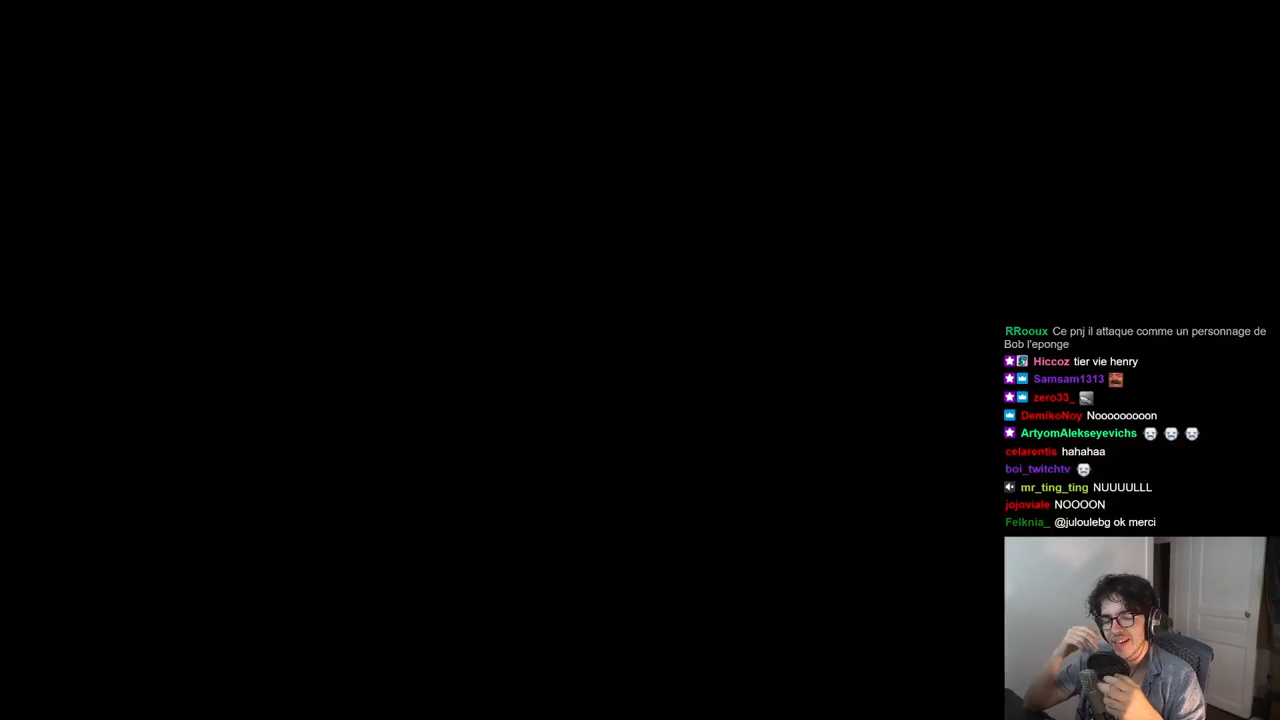 RRooux Ce pnj il attaque comme un personnage de
Bob l'eponge
Hiccoz tier vie henry
Samsam1313
zero33_
DemikoNoy Nooooooooon
ArtyomAlekseyevichs
celarentis hahahaa
boi_twitchtv
mr_ting_ting NUUUULLL
jojoviale NOOOON
Felknia_ @juloulebg ok merci